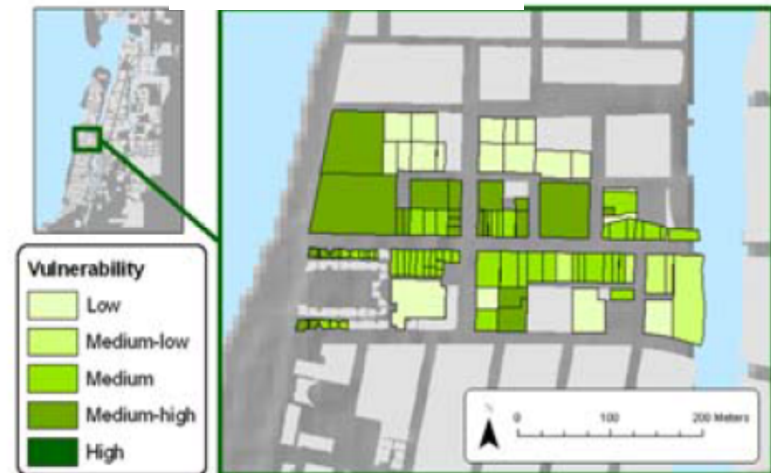 Vulnerability
Low
Medium-low
Medium
Medium-high
High
N
0 100 200 Meters